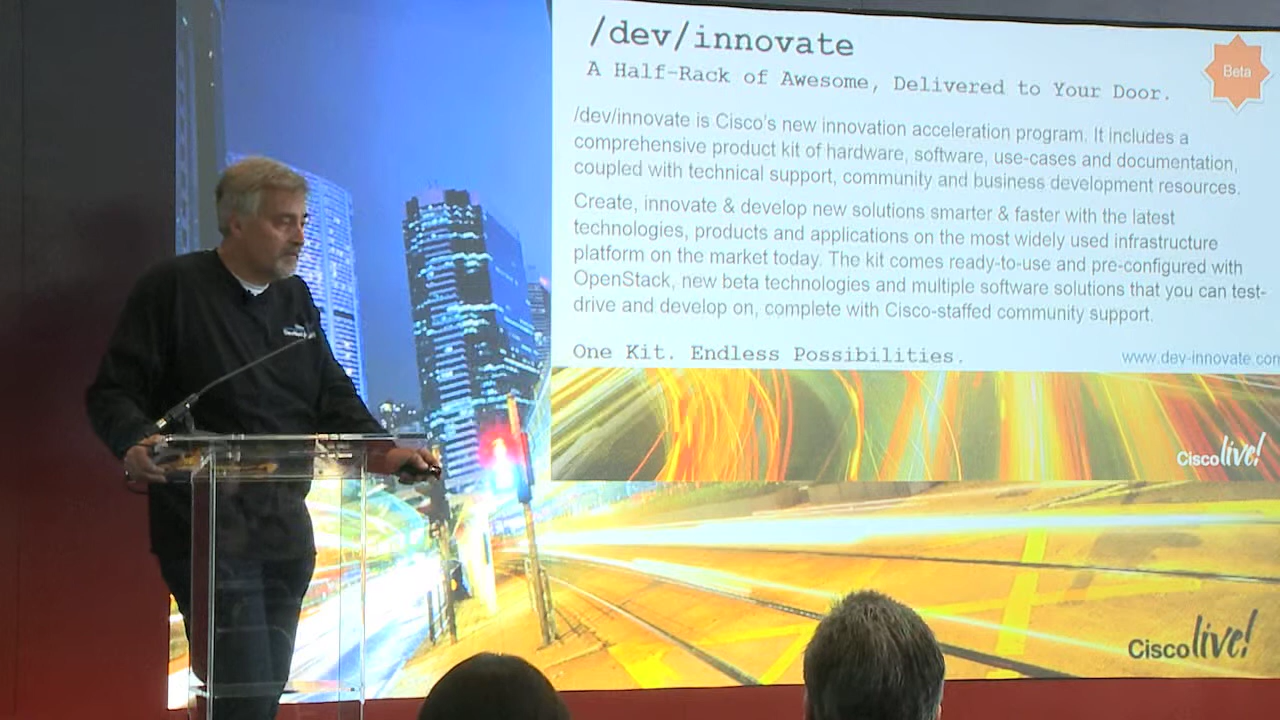 /dev/innovate
Beta
A Half-Rack of Awesome, Delivered to Your Door.
/dev/innovate is Cisco's new innovation acceleration program. It includes a
comprehensive product kit of hardware, software, use-cases and documentation,
coupled with technical support, community and business development resources.
Create, innovate & develop new solutions smarter & faster with the latest
technologies, products and applications on the most widely used infrastructure
platform on the market today. The kit comes ready-to-use and pre-configured with
OpenStack, new beta technologies and multiple software solutions that you can test-
drive and develop on, complete with Cisco-staffed community support.
One Kit. Endless Possibilities.
www.dev-innovate.com
Cisco live!
Cisco live!